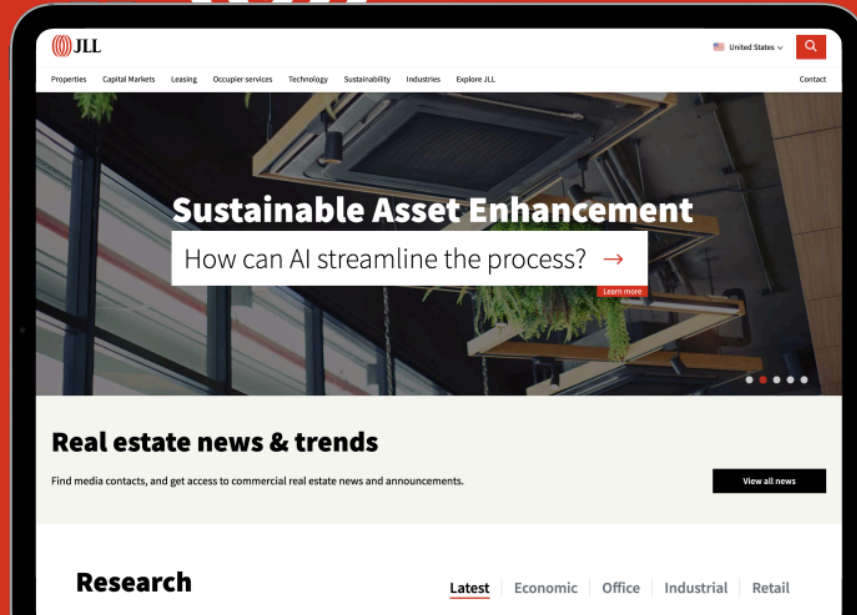 JLL
United States
Properties Capital Markets Leasing Occupier services Technology Sustainability Industries Explore JLL Contact
Sustainable Asset Enhancement
How can AI streamline the process? →
Learn more
Real estate news & trends
Find media contacts, and get access to commercial real estate news and announcements.
View all news
Research
Latest Economic Office Industrial Retail